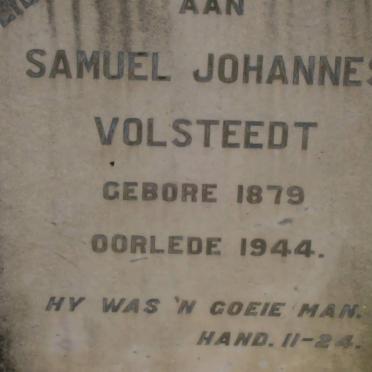 AAN
SAMUEL JOHANNES
VOLSTEEDT
GEBORE 1879
OORLEDE 1944.
HY WAS 'N GOEIE MAN.
HAND. 11-24.